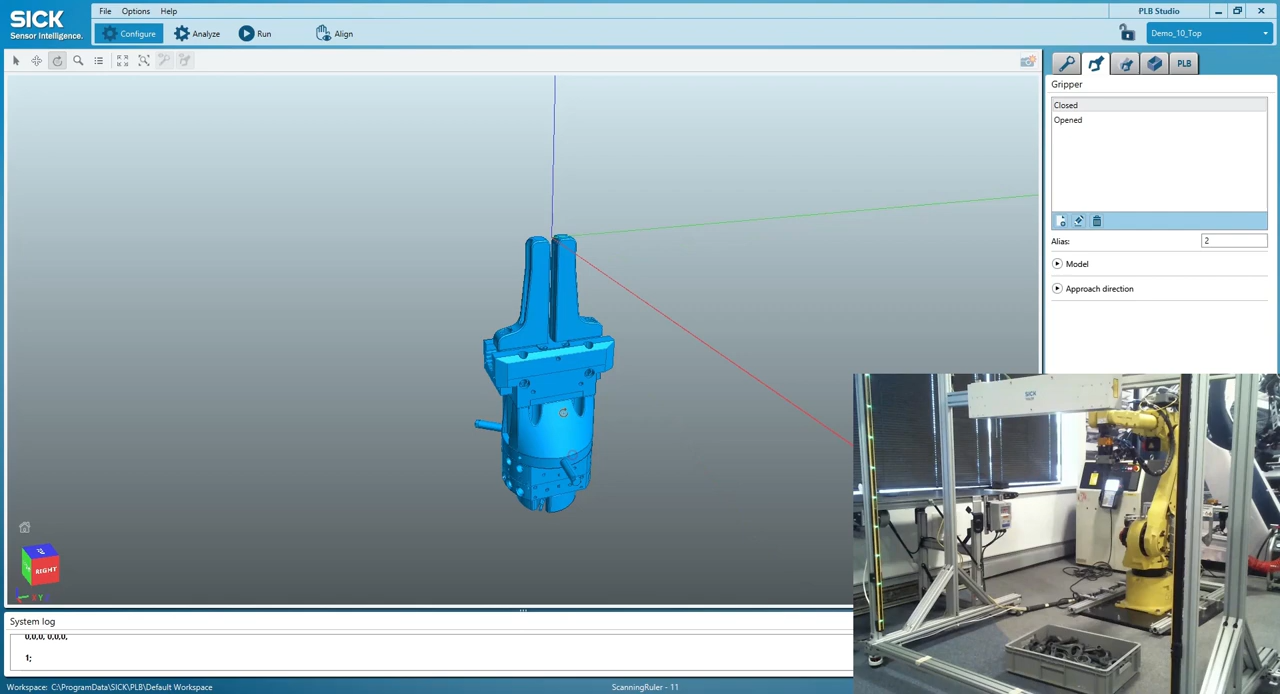 SICK
Sensor Intelligence.
File Options Help
PLB Studio
Configure Analyze Run Align
Demo_10_Top
PLB
Gripper
Closed
Opened
Alias: 2
Model
Approach direction
SICK
RIGHT
X Y
System log
0,0,0, 0,0,0,
1;
Workspace: C:\ProgramData\SICK\PLB\Default Workspace
ScanningRuler - 11